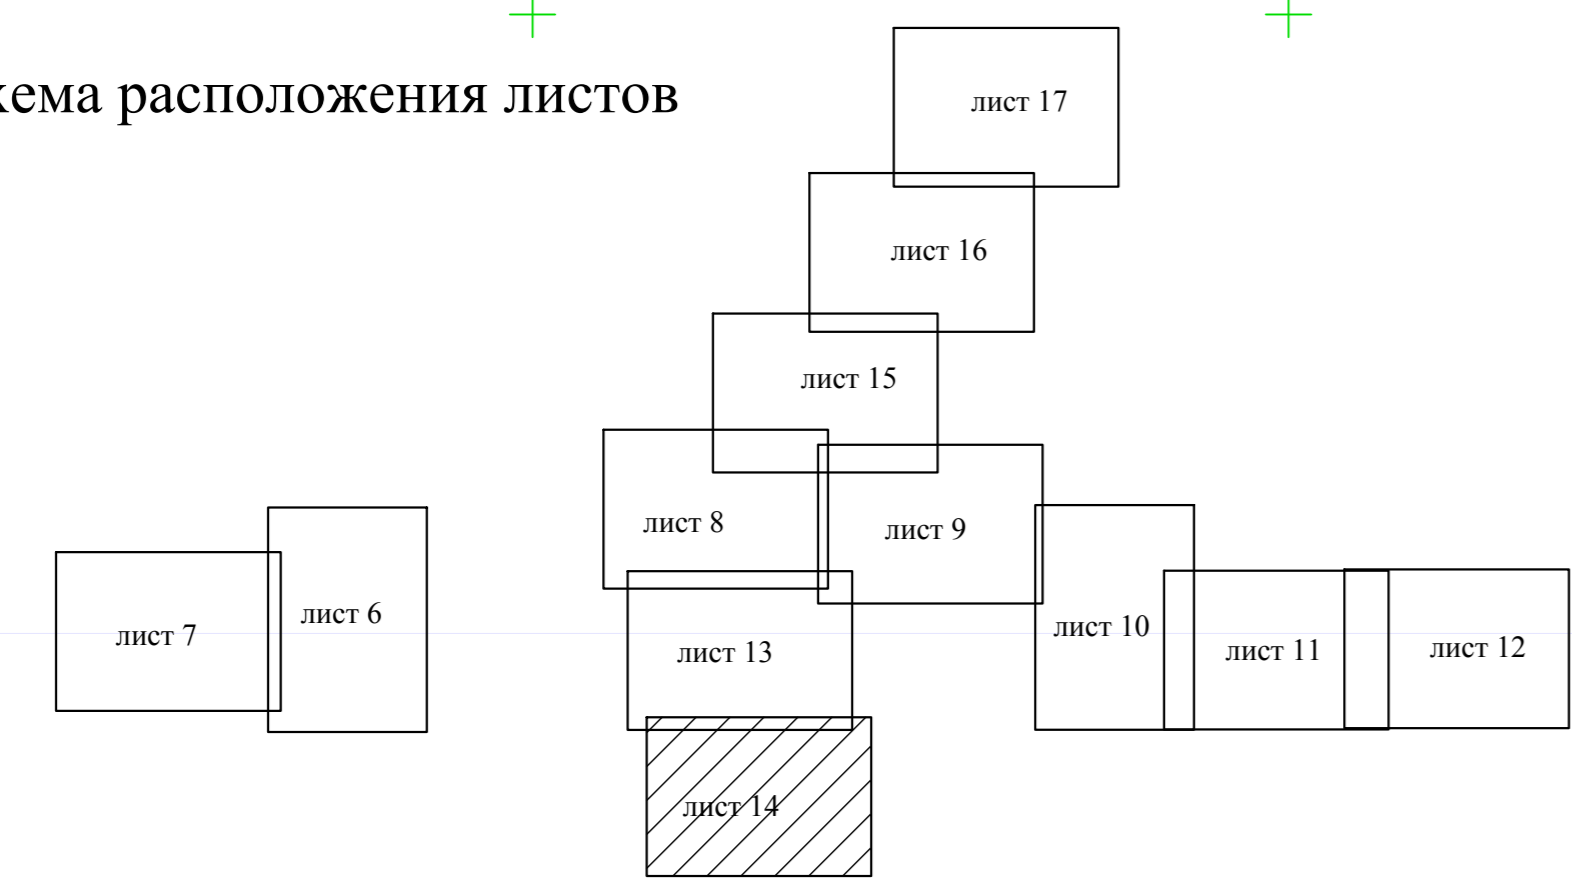 кема расположения листов
лист 17
лист 16
лист 15
лист 8
лист 9
лист 7
лист 6
лист 13
лист 10
лист 11
лист 12
лист 14